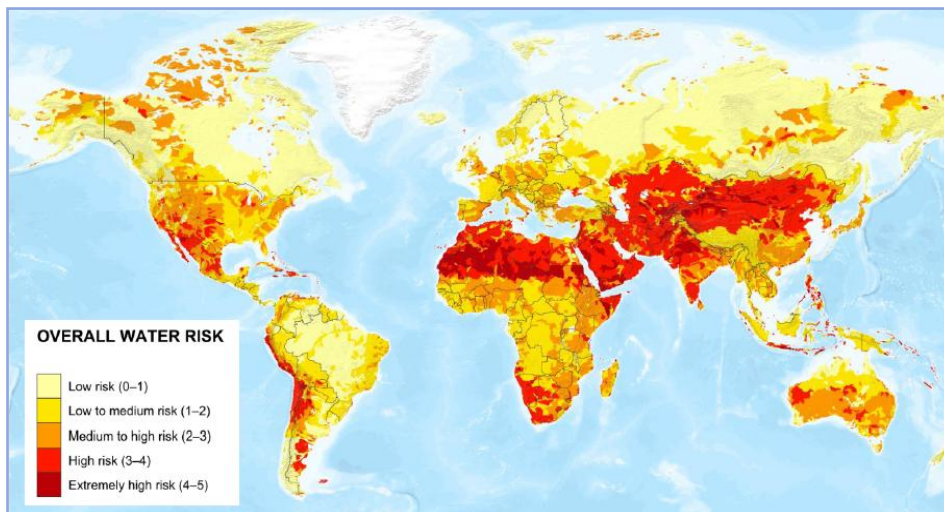 OVERALL WATER RISK
Low risk (0–1)
Low to medium risk (1–2)
Medium to high risk (2–3)
High risk (3–4)
Extremely high risk (4–5)